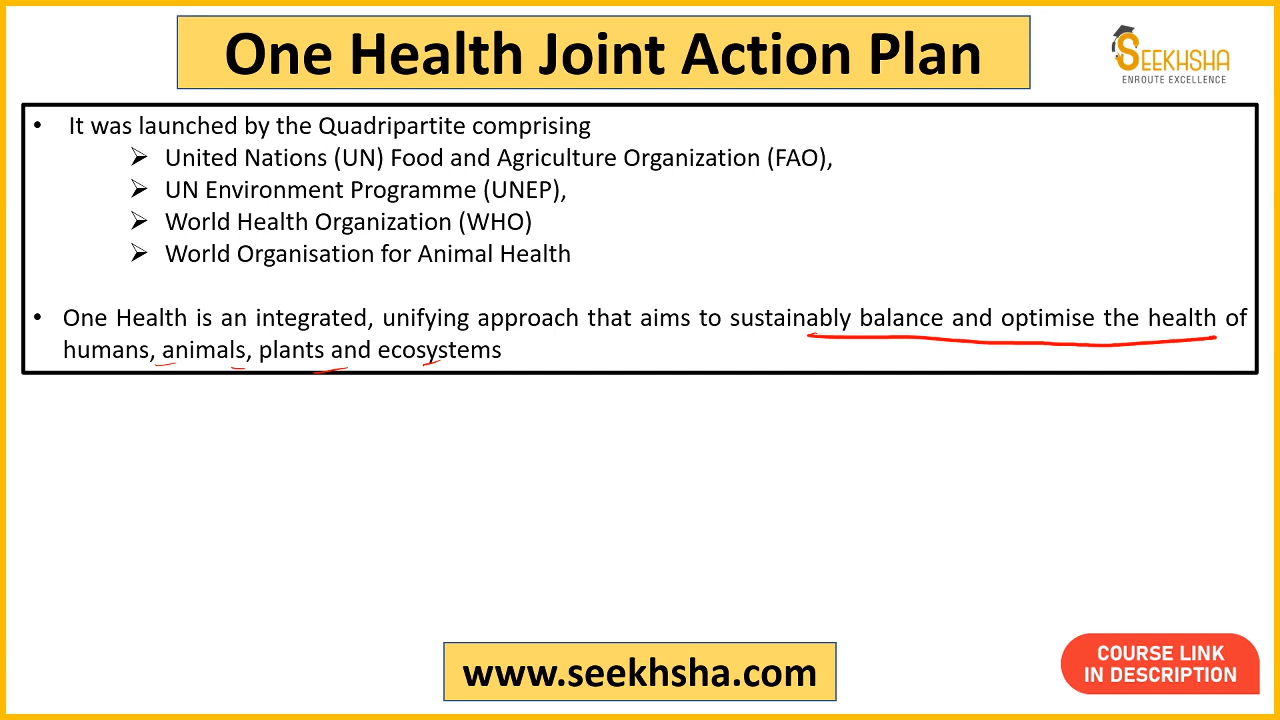 One Health Joint Action Plan
SEEKHSHA
ENROUTE EXCELLENCE
• It was launched by the Quadripartite comprising
➢ United Nations (UN) Food and Agriculture Organization (FAO),
➢ UN Environment Programme (UNEP),
➢ World Health Organization (WHO)
➢ World Organisation for Animal Health
• One Health is an integrated, unifying approach that aims to sustainably balance and optimise the health of
humans, animals, plants and ecosystems
www.seekhsha.com
COURSE LINK
IN DESCRIPTION